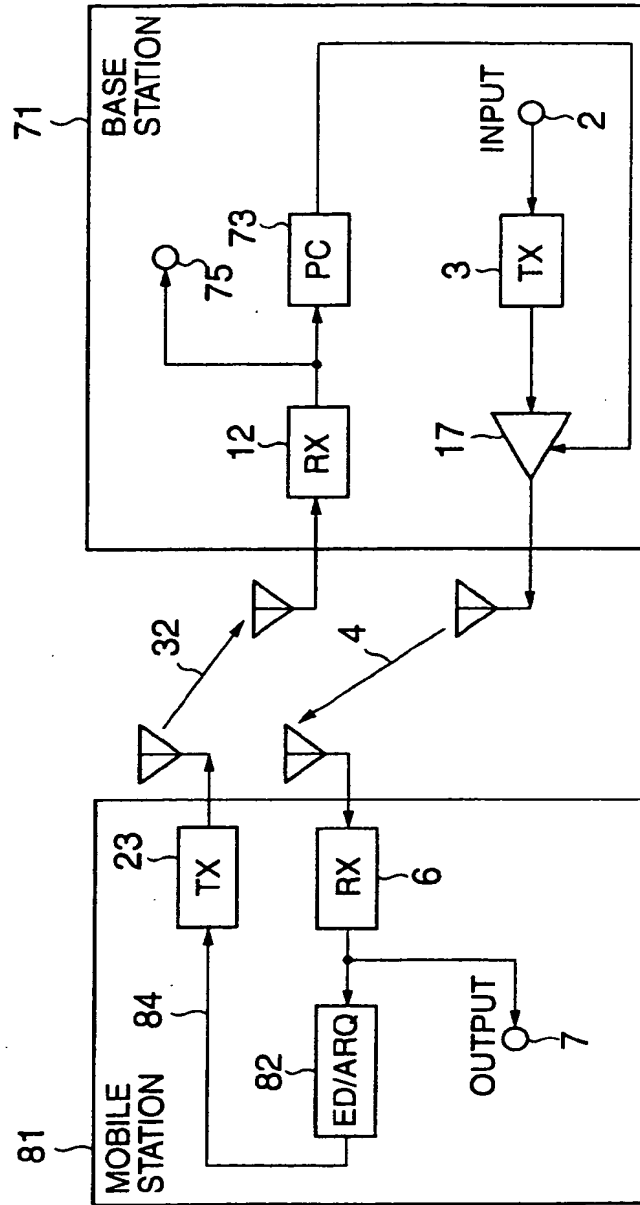 81
MOBILE
STATION
84
23
TX
82
ED/ARQ
RX
6
OUTPUT
7
32
4
71
BASE
STATION
75
73
PC
12
RX
INPUT
2
3
TX
17